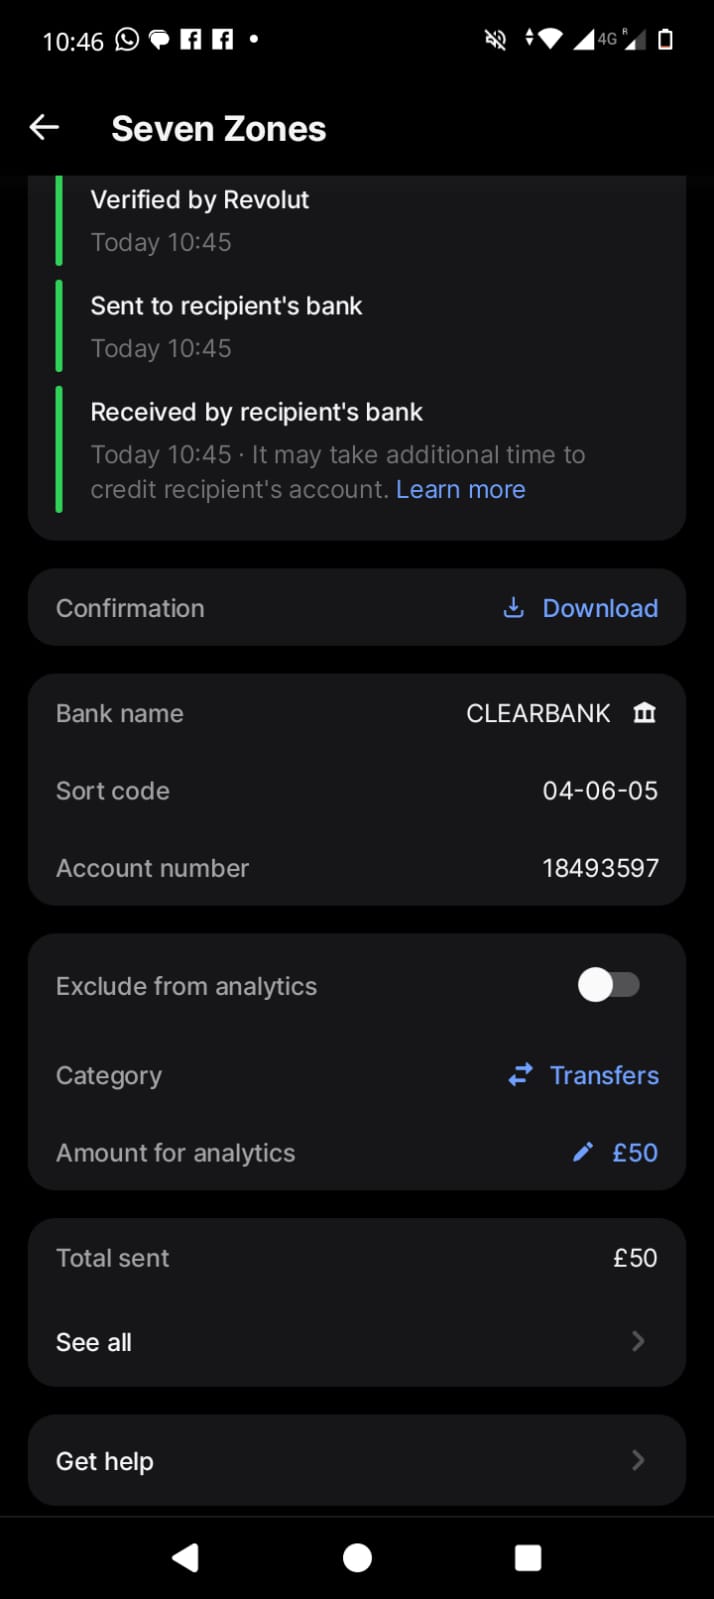 10:46
4G R
Seven Zones
Verified by Revolut
Today 10:45
Sent to recipient's bank
Today 10:45
Received by recipient's bank
Today 10:45 · It may take additional time to
credit recipient's account. Learn more
Confirmation Download
Bank name CLEARBANK
Sort code 04-06-05
Account number 18493597
Exclude from analytics
Category Transfers
Amount for analytics £50
Total sent £50
See all
Get help